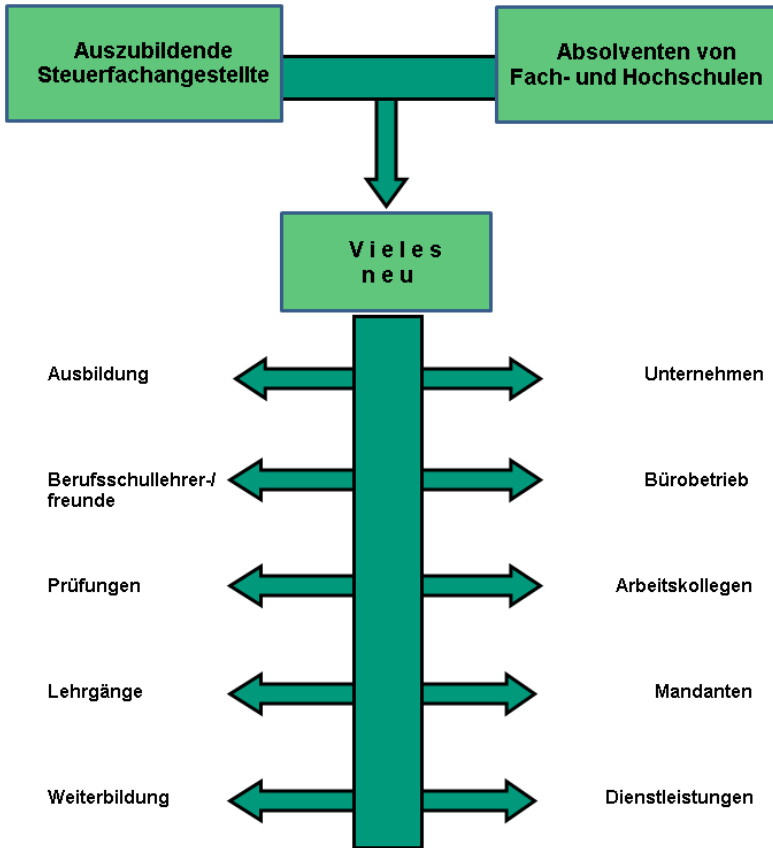 Auszubildende
Steuerfachangestellte
Absolventen von
Fach- und Hochschulen
V i e l e s
n e u
Ausbildung
Unternehmen
Berufsschullehrer-/
freunde
Bürobetrieb
Prüfungen
Arbeitskollegen
Lehrgänge
Mandanten
Weiterbildung
Dienstleistungen